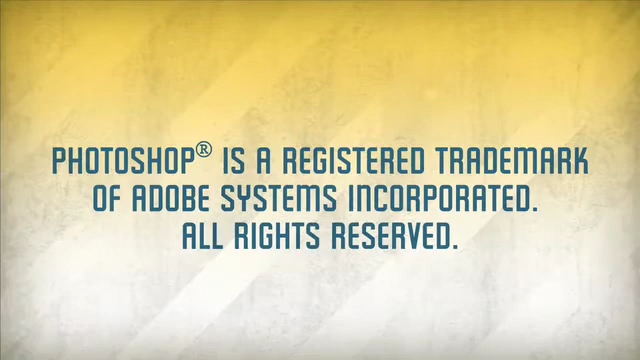 PHOTOSHOP® IS A REGISTERED TRADEMARK
OF ADOBE SYSTEMS INCORPORATED.
ALL RIGHTS RESERVED.